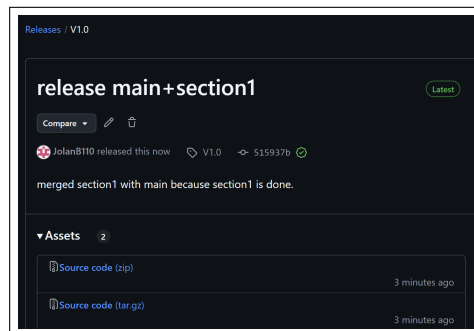 Releases / V1.0
release main+section1
Latest
Compare
JolanB110 released this now V1.0 515937b
merged section1 with main because section1 is done.
Assets 2
Source code (zip)
3 minutes ago
Source code (tar.gz)
3 minutes ago